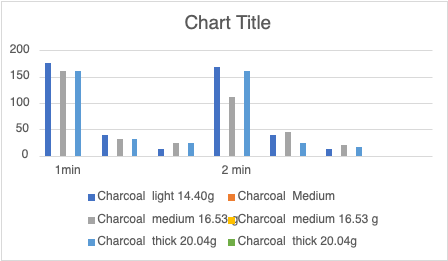 Chart Title
200
150
100
50
0
1min 2 min
Charcoal light 14.40g Charcoal Medium
Charcoal medium 16.53 g Charcoal medium 16.53 g
Charcoal thick 20.04g Charcoal thick 20.04g